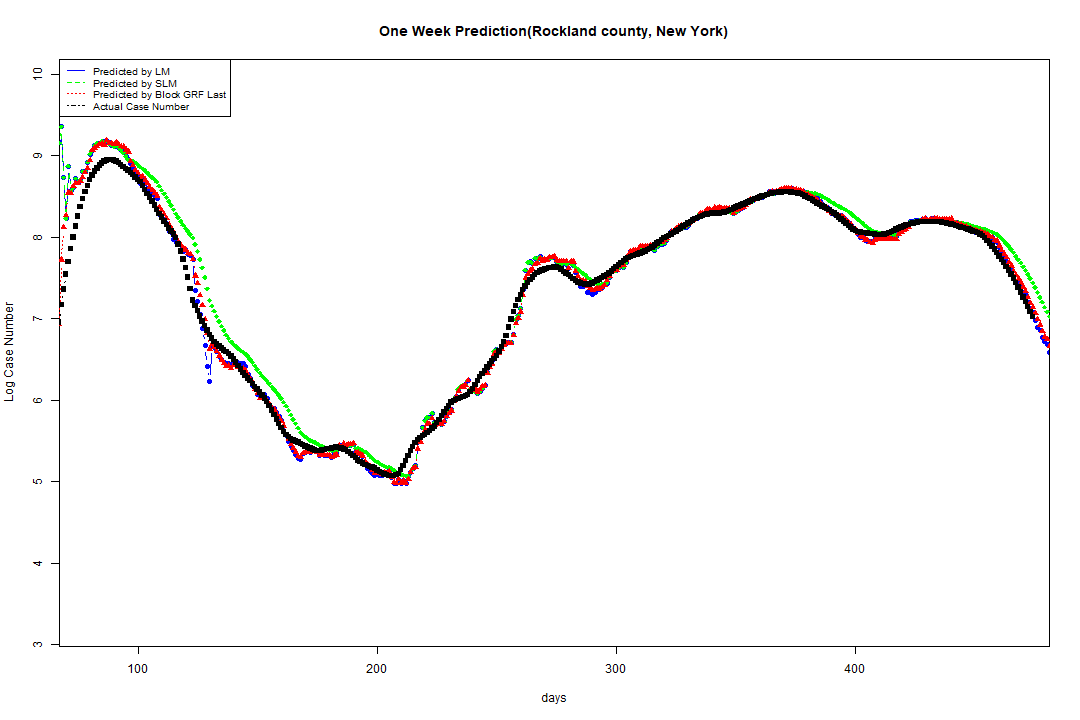 One Week Prediction(Rockland county, New York)
Predicted by LM
Predicted by SLM
Predicted by Block GRF Last
Actual Case Number
10
9
8
7
6
5
4
3
Log Case Number
100 200 300 400
days